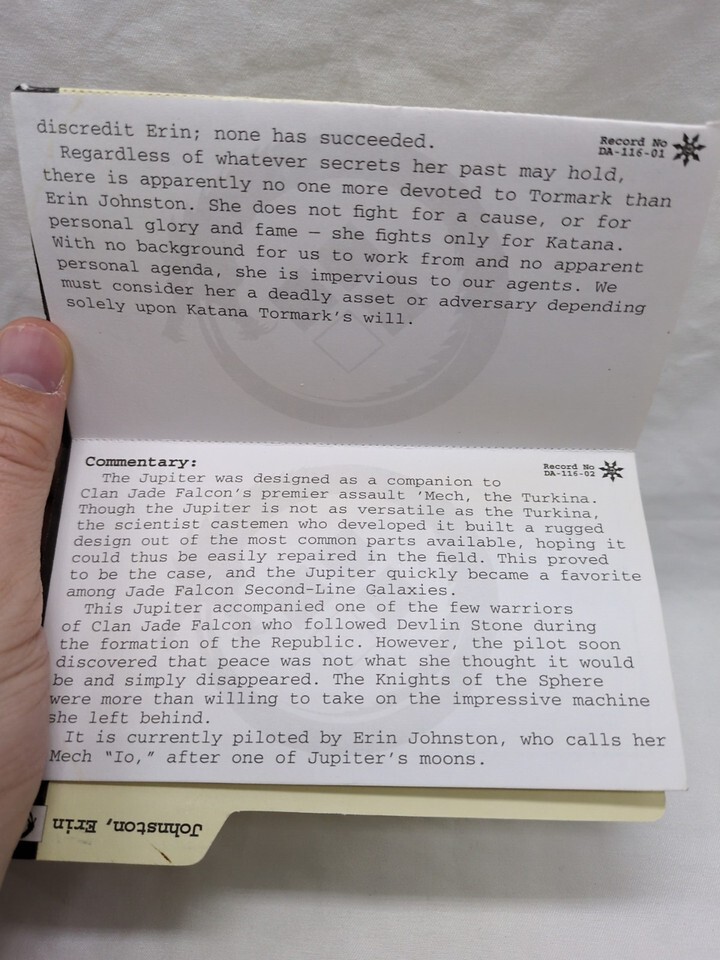 discredit Erin; none has succeeded.
Record No
DA-116-01
Regardless of whatever secrets her past may hold,
there is apparently no one more devoted to Tormark than
Erin Johnston. She does not fight for a cause, or for
personal glory and fame — she fights only for Katana.
With no background for us to work from and no apparent
personal agenda, she is impervious to our agents. We
must consider her a deadly asset or adversary depending
solely upon Katana Tormark's will.
Commentary:
Record No
DA-116-02
The Jupiter was designed as a companion to
Clan Jade Falcon's premier assault 'Mech, the Turkina.
Though the Jupiter is not as versatile as the Turkina,
the scientist castemen who developed it built a rugged
design out of the most common parts available, hoping it
could thus be easily repaired in the field. This proved
to be the case, and the Jupiter quickly became a favorite
among Jade Falcon Second-Line Galaxies.
This Jupiter accompanied one of the few warriors
of Clan Jade Falcon who followed Devlin Stone during
the formation of the Republic. However, the pilot soon
discovered that peace was not what she thought it would
be and simply disappeared. The Knights of the Sphere
were more than willing to take on the impressive machine
she left behind.
It is currently piloted by Erin Johnston, who calls her
Mech "Io," after one of Jupiter's moons.
Johnston, Erin